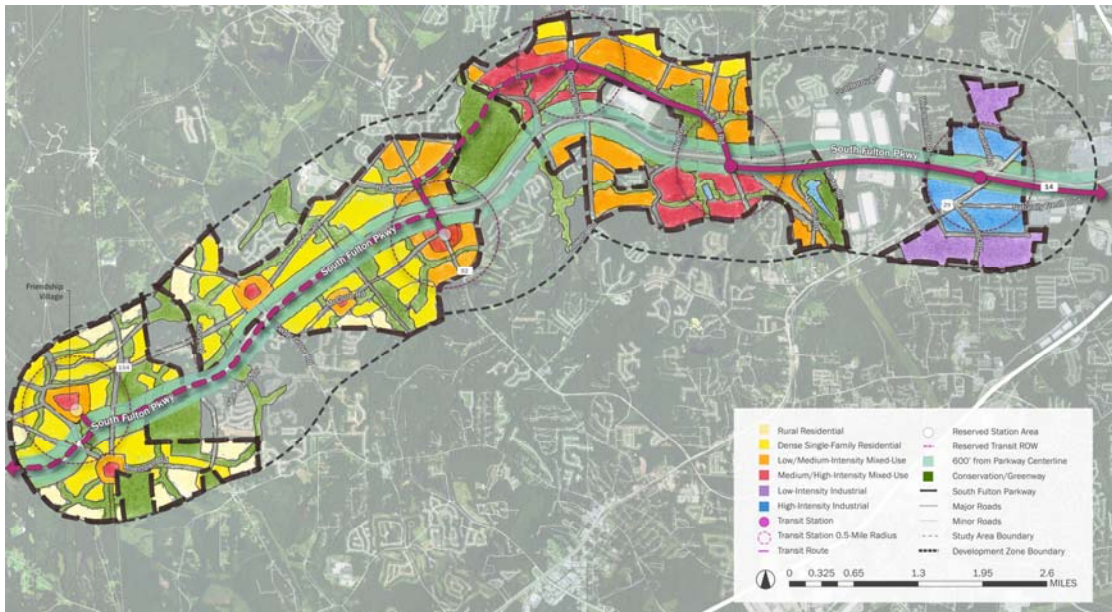 South Fulton Pkwy
14
29
South Fulton Pkwy
92
Friendship
Village
154
South Fulton Pkwy
Rural Residential
Dense Single-Family Residential
Low/Medium-Intensity Mixed-Use
Medium/High-Intensity Mixed-Use
Low-Intensity Industrial
High-Intensity Industrial
Transit Station
Transit Station 0.5-Mile Radius
Transit Route
Reserved Station Area
Reserved Transit ROW
600' from Parkway Centerline
Conservation/Greenway
South Fulton Parkway
Major Roads
Minor Roads
Study Area Boundary
Development Zone Boundary
0 0.325 0.65 1.3 1.95 2.6
MILES